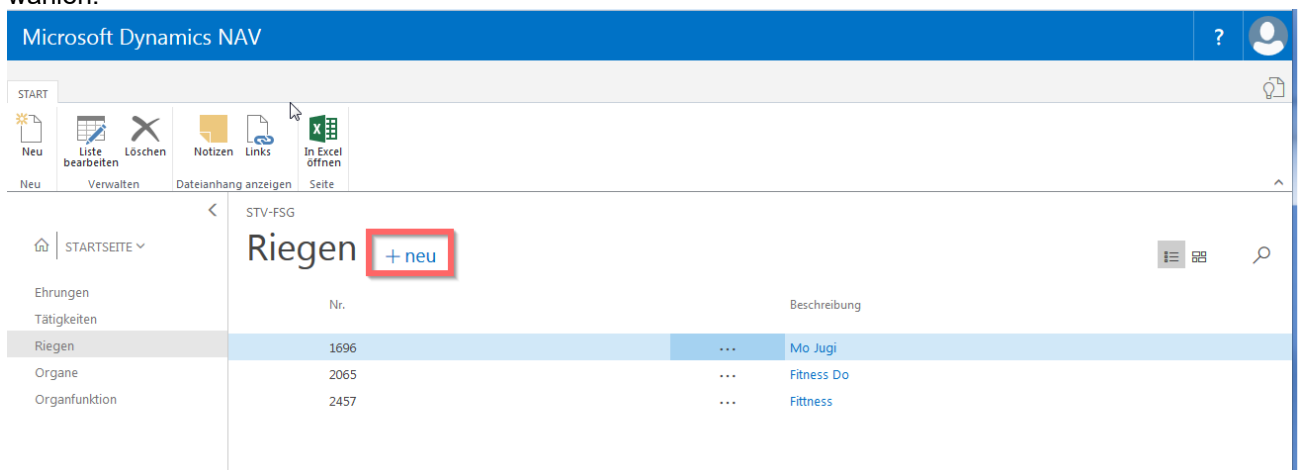 wählen.
Microsoft Dynamics NAV ?
START
Neu Liste bearbeiten Löschen Notizen Links In Excel öffnen
Neu Verwalten Dateianhang anzeigen Seite
STV-FSG
STARTSEITE
Riegen + neu
Ehrungen
Nr. Beschreibung
Tätigkeiten
Riegen
1696 ... Mo Jugi
Organe
2065 ... Fitness Do
Organfunktion
2457 ... Fittness